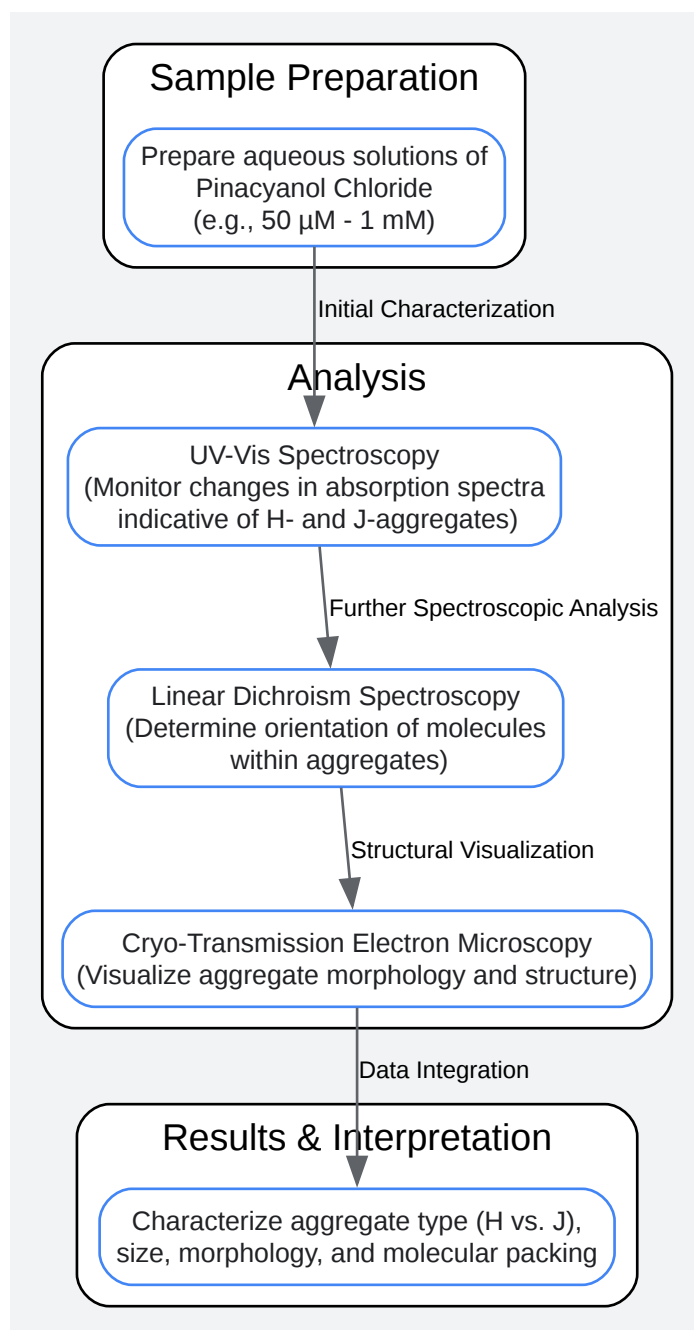 Sample Preparation
Prepare aqueous solutions of
Pinacyanol Chloride
(e.g., 50 µM - 1 mM)
Initial Characterization
Analysis
UV-Vis Spectroscopy
(Monitor changes in absorption spectra
indicative of H- and J-aggregates)
Further Spectroscopic Analysis
Linear Dichroism Spectroscopy
(Determine orientation of molecules
within aggregates)
Structural Visualization
Cryo-Transmission Electron Microscopy
(Visualize aggregate morphology and structure)
Data Integration
Results & Interpretation
Characterize aggregate type (H vs. J),
size, morphology, and molecular packing